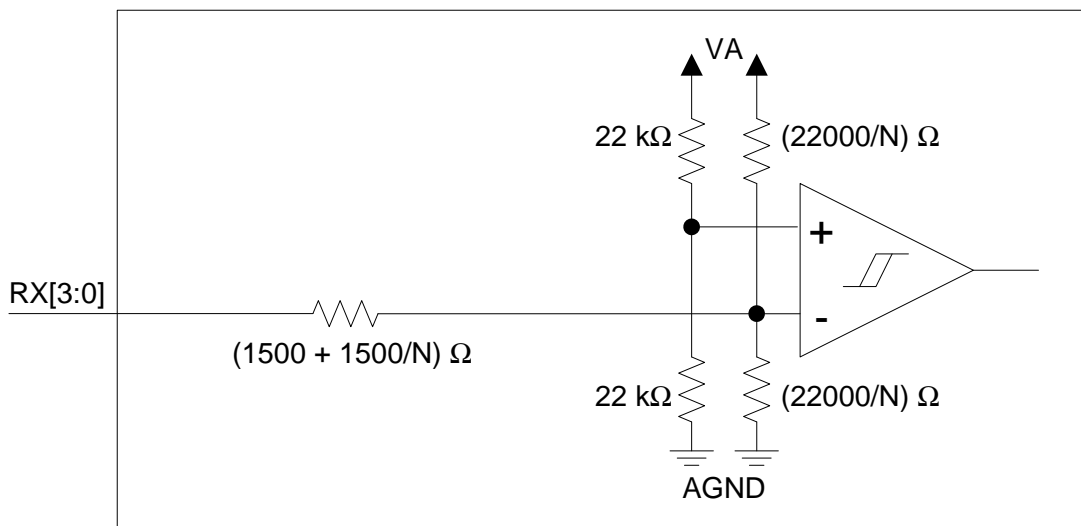 VA
22 kΩ
(22000/N) Ω
+
RX[3:0]
-
(1500 + 1500/N) Ω
22 kΩ
(22000/N) Ω
AGND